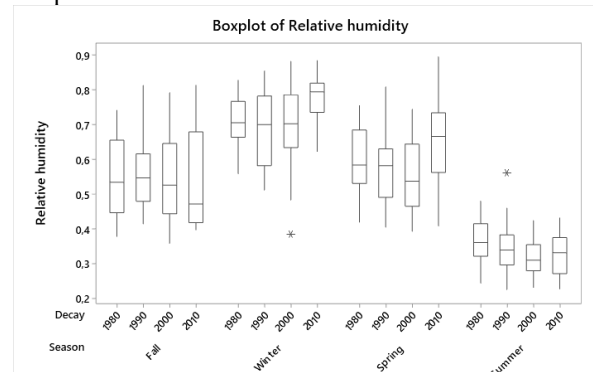 Boxplot of Relative humidity
Relative humidity
0,9
0,8
0,7
0,6
0,5
0,4
0,3
0,2
Decay 1980 1990 2000 2010 1980 1990 2000 2010 1980 1990 2000 2010 1980 1990 2000 2010
Season Fall Winter Spring Summer